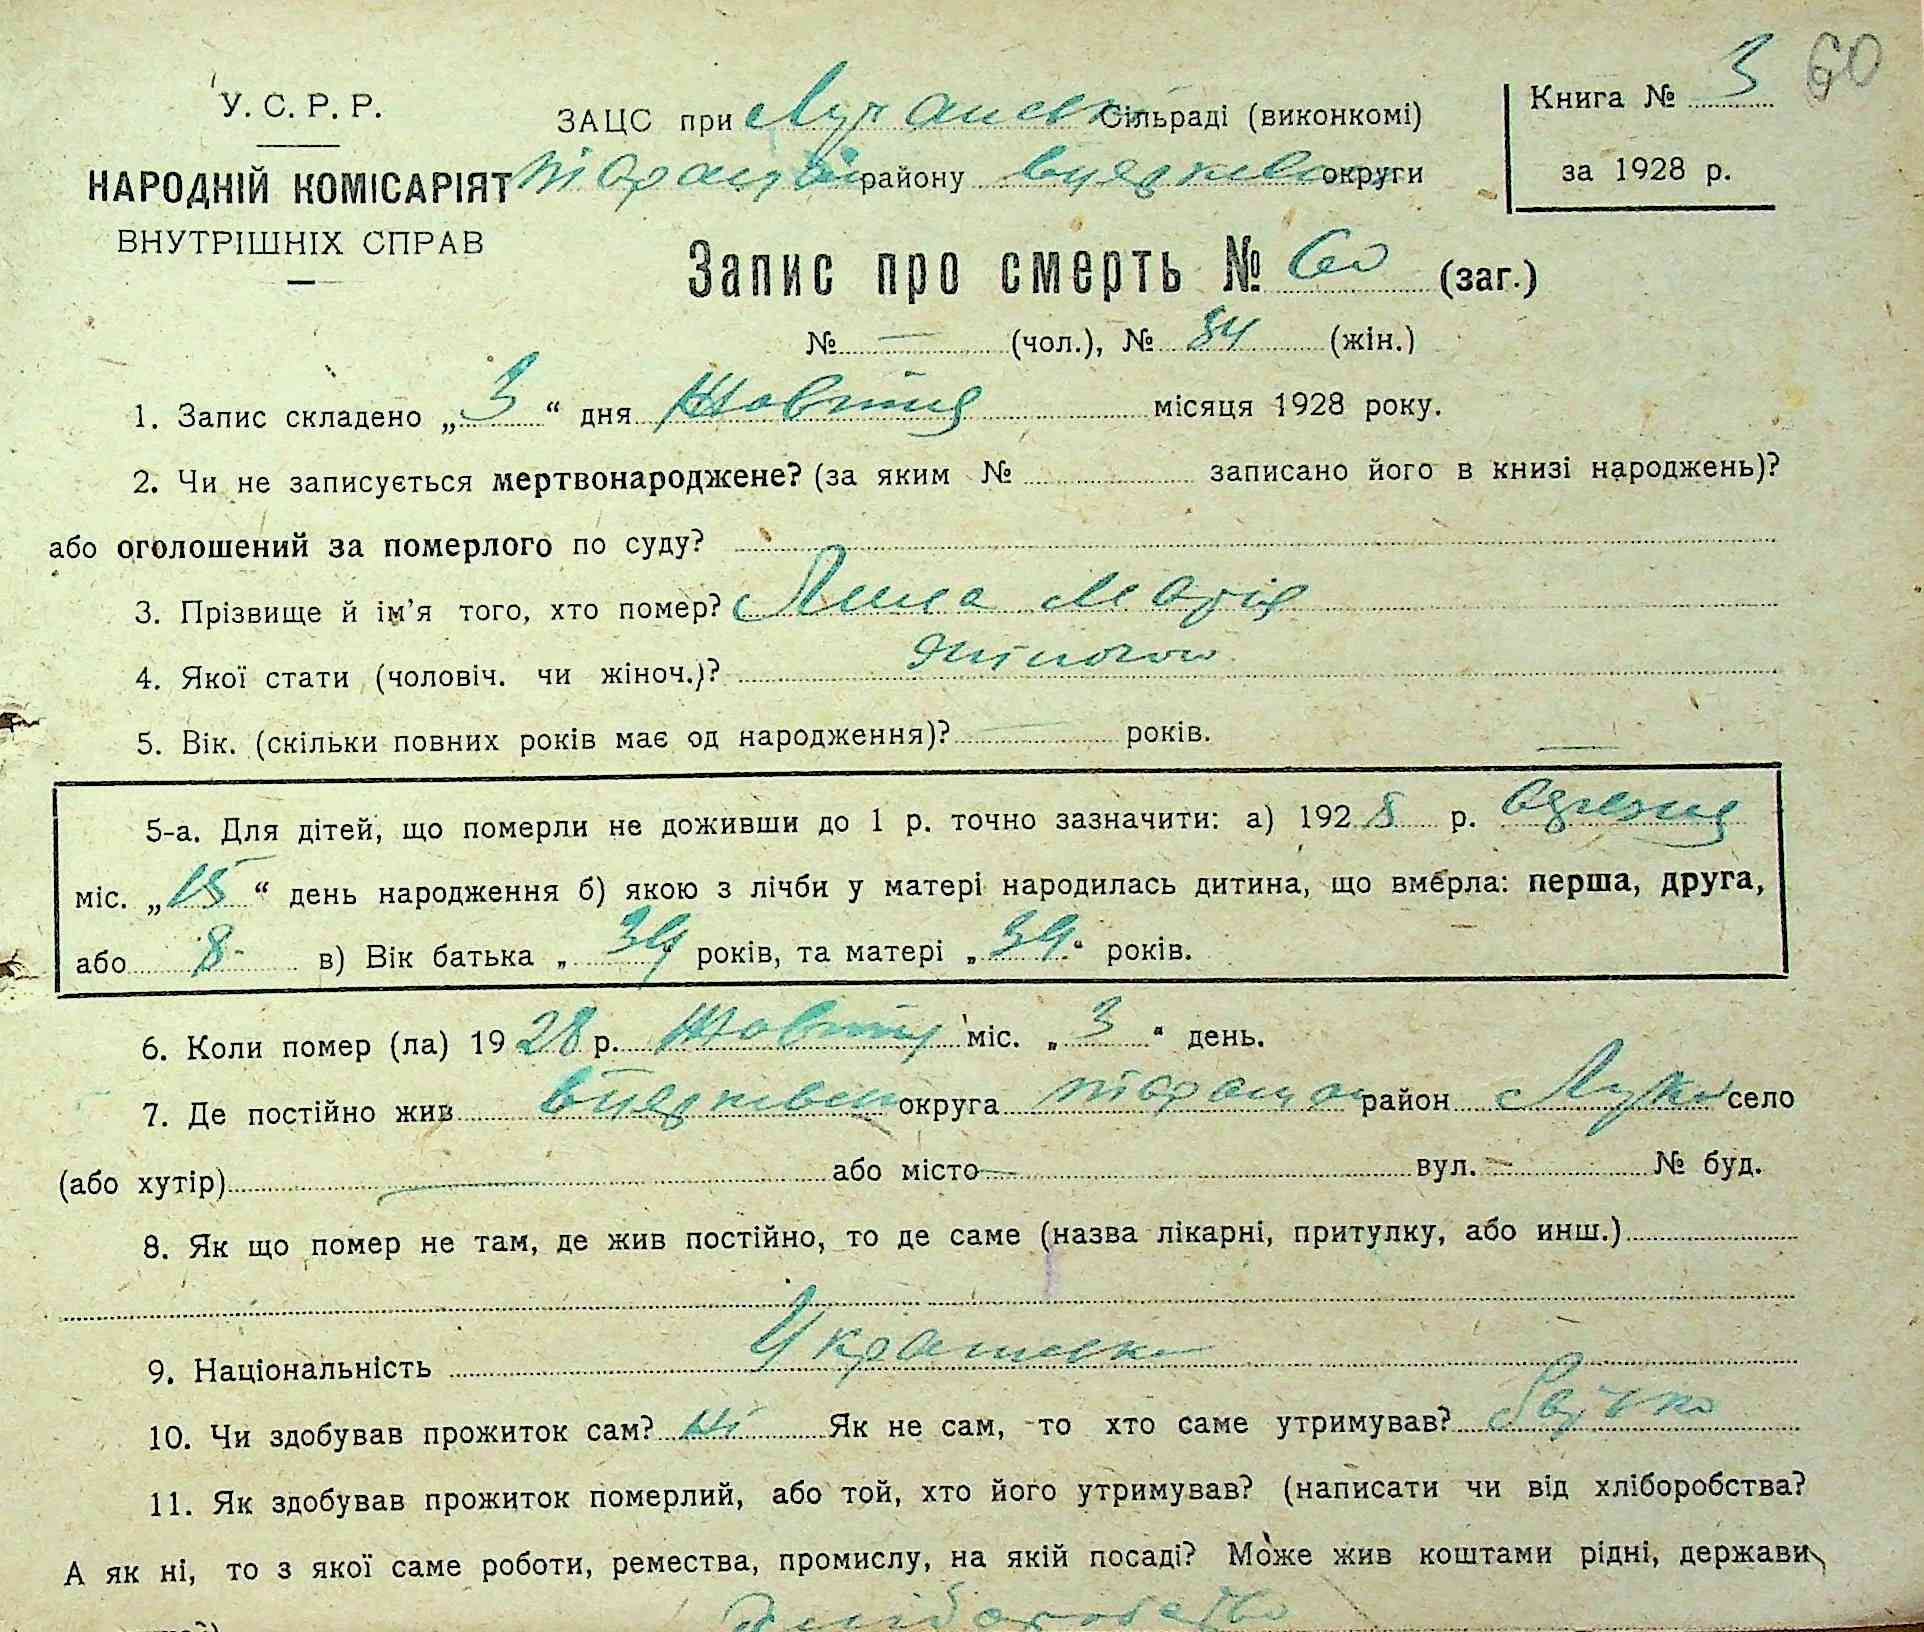 60
У. С. Р. Р.
НАРОДНІЙ КОМІСАРІЯТ
ВНУТРІШНІХ СПРАВ
ЗАЦС при Сільраді (виконкомі)
району округи
Книга № 3
за 1928 р.
Запис про смерть № 60 (заг.)
№ — (чол.), № 34 (жін.)
1. Запис складено „ 3 “ дня Жовтня місяця 1928 року.
2. Чи не записується мертвонароджене? (за яким № записано його в книзі народжень)?
або оголошений за померлого по суду?
3. Прізвище й ім’я того, хто помер? Марія
4. Якої стати (чоловіч. чи жіноч.)? жіночои
5. Вік. (скільки повних років має од народження)? — років.
5-а. Для дітей, що померли не доживши до 1 р. точно зазначити: а) 1928 р.
міс. „ 15 “ день народження б) якою з лічби у матері народилась дитина, що вмерла: перша, друга,
або 8 в) Вік батька „ 39 “ років, та матері „ 39 “ років.
6. Коли помер (ла) 1928 р. Жовтня міс. „ 3 “ день.
7. Де постійно жив округа район село
(або хутір) — або місто — вул. — № буд.
8. Як що помер не там, де жив постійно, то де саме (назва лікарні, притулку, або инш.)
9. Національність
10. Чи здобував прожиток сам? Ні Як не сам, то хто саме утримував?
11. Як здобував прожиток померлий, або той, хто його утримував? (написати чи від хліборобства?
А як ні, то з якої саме роботи, ремества, промислу, на якій посаді? Може жив коштами рідні, держави